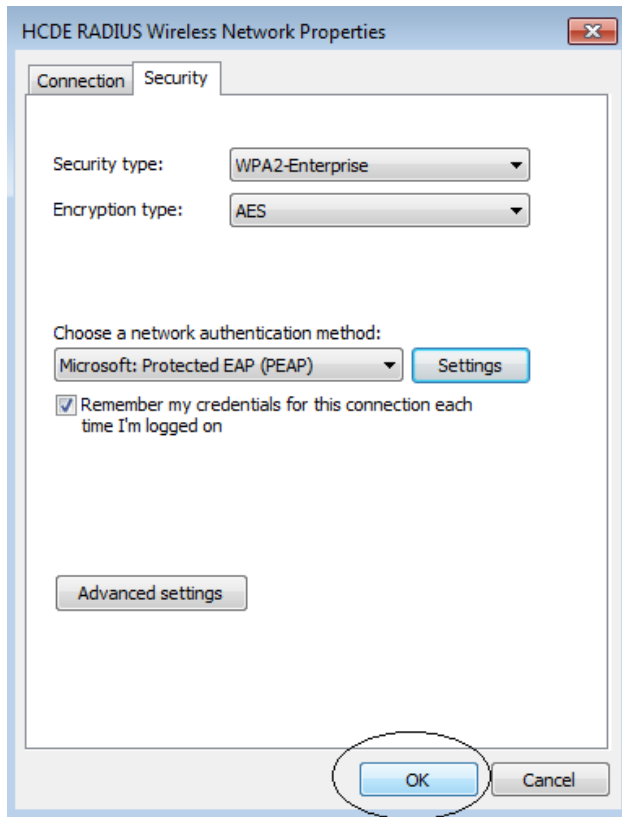 HCDE RADIUS Wireless Network Properties
Connection Security
Security type: WPA2-Enterprise
Encryption type: AES
Choose a network authentication method:
Microsoft: Protected EAP (PEAP) Settings
Remember my credentials for this connection each
time I'm logged on
Advanced settings
OK Cancel